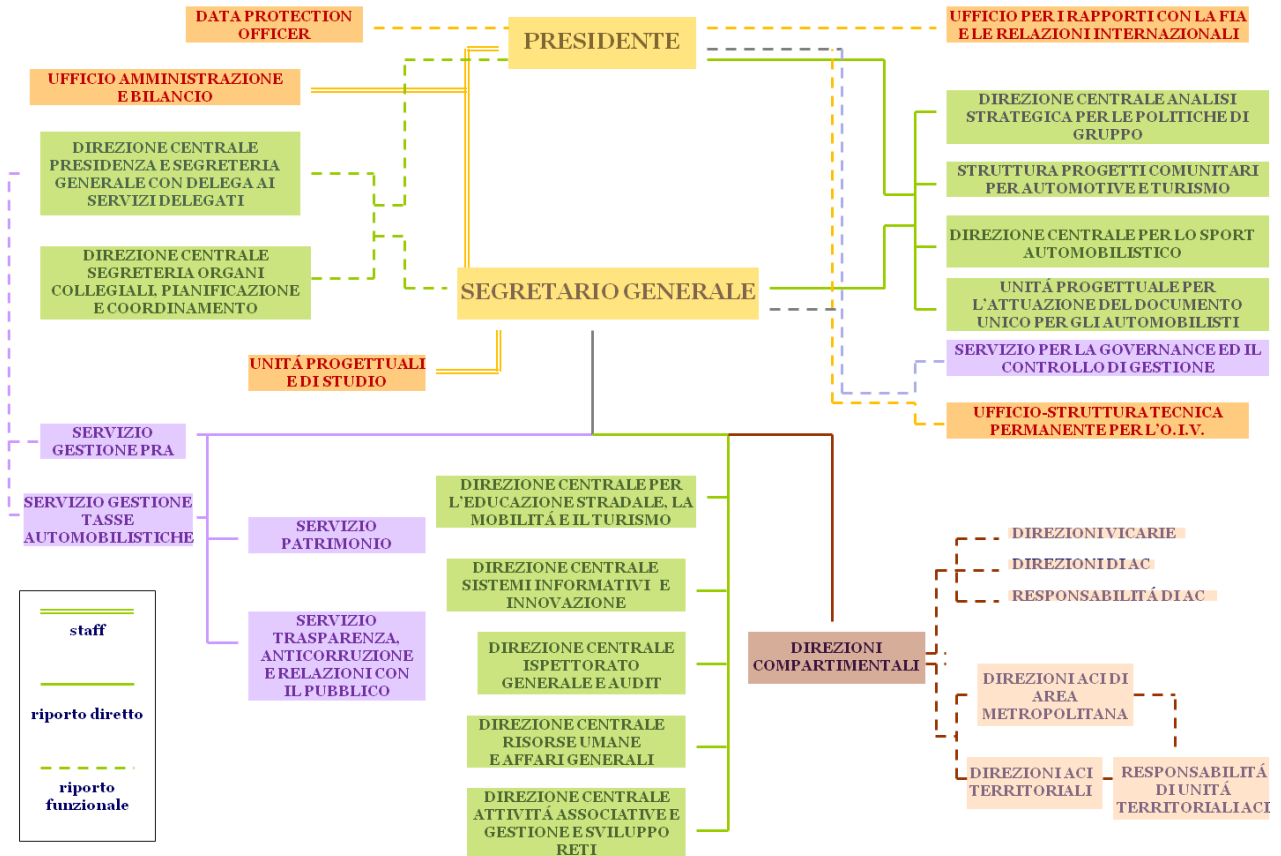 DATA PROTECTION
OFFICER
PRESIDENTE
UFFICIO PER I RAPPORTI CON LA FIA
E LE RELAZIONI INTERNAZIONALI
UFFICIO AMMINISTRAZIONE
E BILANCIO
DIREZIONE CENTRALE
PRESIDENZA E SEGRETERIA
GENERALE CON DELEGA AI
SERVIZI DELEGATI
DIREZIONE CENTRALE
SEGRETERIA ORGANI
COLLEGIALI, PIANIFICAZIONE
E COORDINAMENTO
SEGRETARIO GENERALE
UNITÁ PROGETTUALI
E DI STUDIO
DIREZIONE CENTRALE ANALISI
STRATEGICA PER LE POLITICHE DI
GRUPPO
STRUTTURA PROGETTI COMUNITARI
PER AUTOMOTIVE E TURISMO
DIREZIONE CENTRALE PER LO SPORT
AUTOMOBILISTICO
UNITÁ PROGETTUALE PER
L'ATTUAZIONE DEL DOCUMENTO
UNICO PER GLI AUTOMOBILISTI
SERVIZIO PER LA GOVERNANCE ED IL
CONTROLLO DI GESTIONE
UFFICIO-STRUTTURA TECNICA
PERMANENTE PER L'O.I.V.
SERVIZIO
GESTIONE PRA
SERVIZIO GESTIONE
TASSE
AUTOMOBILISTICHE
SERVIZIO
PATRIMONIO
SERVIZIO
TRASPARENZA,
ANTICORRUZIONE
E RELAZIONI CON
IL PUBBLICO
DIREZIONE CENTRALE PER
L'EDUCAZIONE STRADALE, LA
MOBILITÁ E IL TURISMO
DIREZIONE CENTRALE
SISTEMI INFORMATIVI E
INNOVAZIONE
DIREZIONE CENTRALE
ISPETTORATO
GENERALE E AUDIT
DIREZIONE CENTRALE
RISORSE UMANE
E AFFARI GENERALI
DIREZIONE CENTRALE
ATTIVITÁ ASSOCIATIVE E
GESTIONE E SVILUPPO
RETI
DIREZIONI
COMPARTIMENTALI
DIREZIONI VICARIE
DIREZIONI DI AC
RESPONSABILITÁ DI AC
DIREZIONI ACI DI
AREA
METROPOLITANA
DIREZIONI ACI
TERRITORIALI
RESPONSABILITÁ
DI UNITÁ
TERRITORIALI ACI
staff
riporto diretto
riporto
funzionale